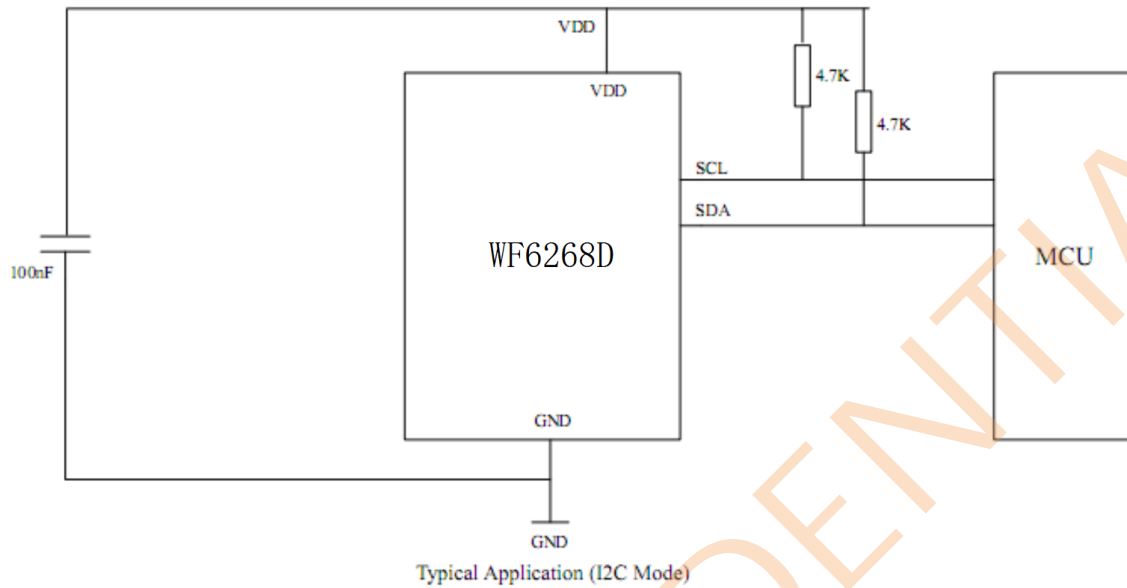 VDD
VDD
4.7K
4.7K
SCL
SDA
WF6268D
MCU
100nF
GND
GND
Typical Application (I2C Mode)